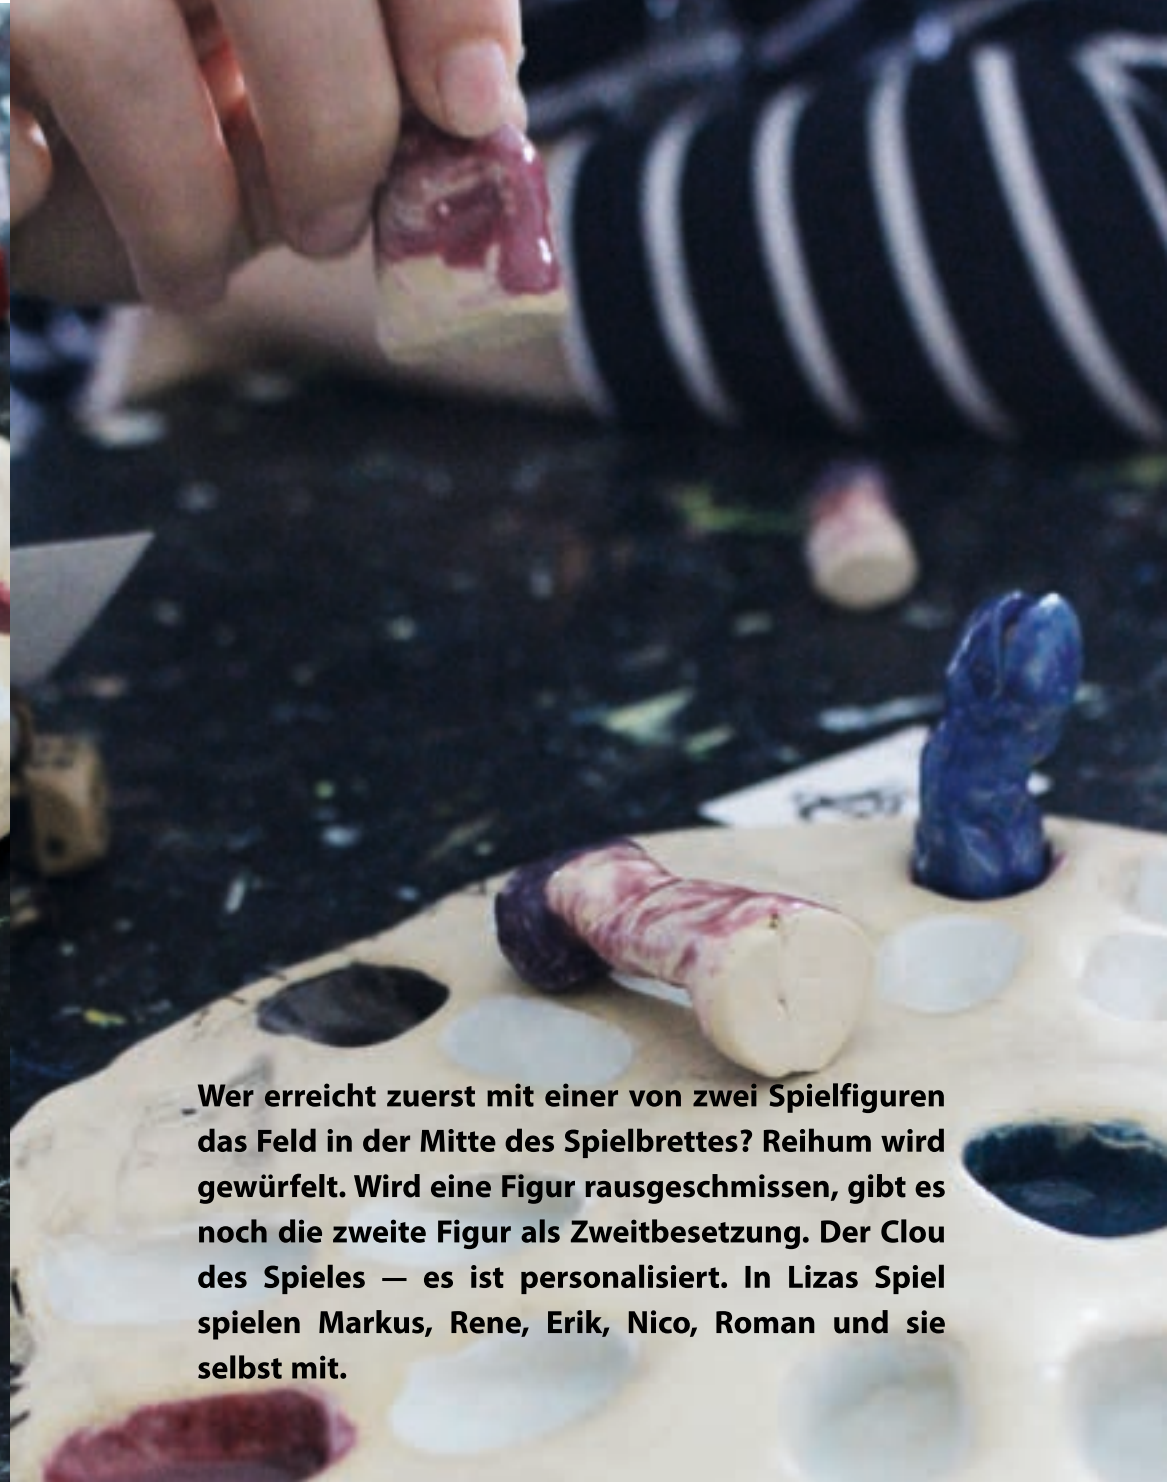 Wer erreicht zuerst mit einer von zwei Spielfiguren
das Feld in der Mitte des Spielbrettes? Reihum wird
gewürfelt. Wird eine Figur rausgeschmissen, gibt es
noch die zweite Figur als Zweitbesetzung. Der Clou
des Spieles — es ist personalisiert. In Lizas Spiel
spielen Markus, Rene, Erik, Nico, Roman und sie
selbst mit.